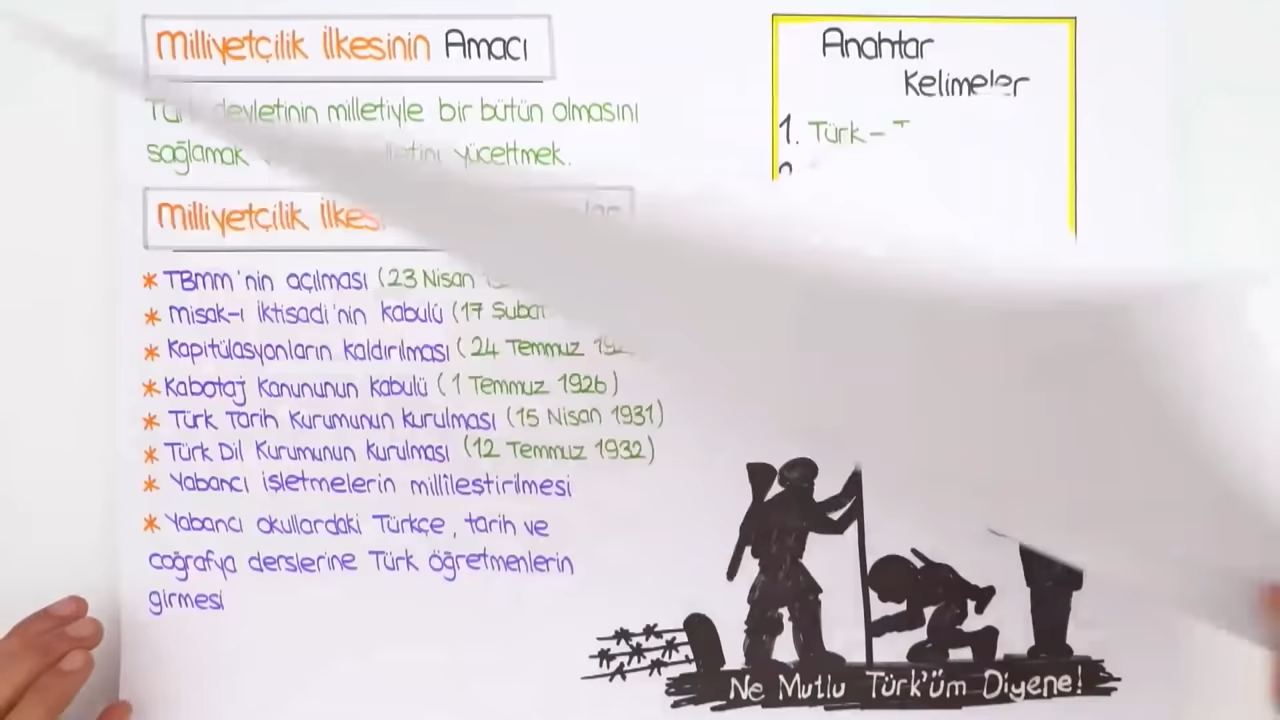 Milliyetçilik İlkesinin Amacı
devletinin milletiyle bir bütün olmasını
sağlamak yüceltmek.
Milliyetçilik
* TBMM'nin açılması (23 Nisan
* Misak-ı İktisadi'nin kabulü (17 Şubat
* Kapitülasyonların kaldırılması (24 Temmuz
* Kabotaj Kanununun kabulü (1 Temmuz 1926)
* Türk Tarih Kurumunun kurulması (15 Nisan 1931)
* Türk Dil Kurumunun Kurulması (12 Temmuz 1932)
* Yabancı işletmelerin millîleştirilmesi
* Yabancı okullardaki Türkçe, tarih ve
coğrafya derslerine Türk öğretmenlerin
girmesi
Anahtar
Kelimeler
1. Türk -
Ne Mutlu Türk'üm Diyene!